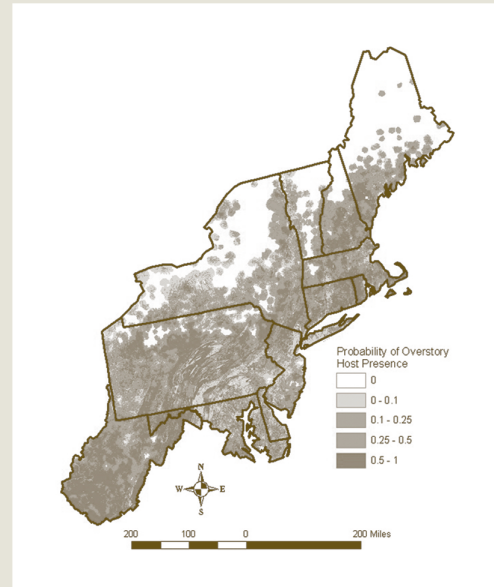 Probability of Overstory
Host Presence
0
0 - 0.1
0.1 - 0.25
0.25 - 0.5
0.5 - 1
N
W E
S
200 100 0 200 Miles